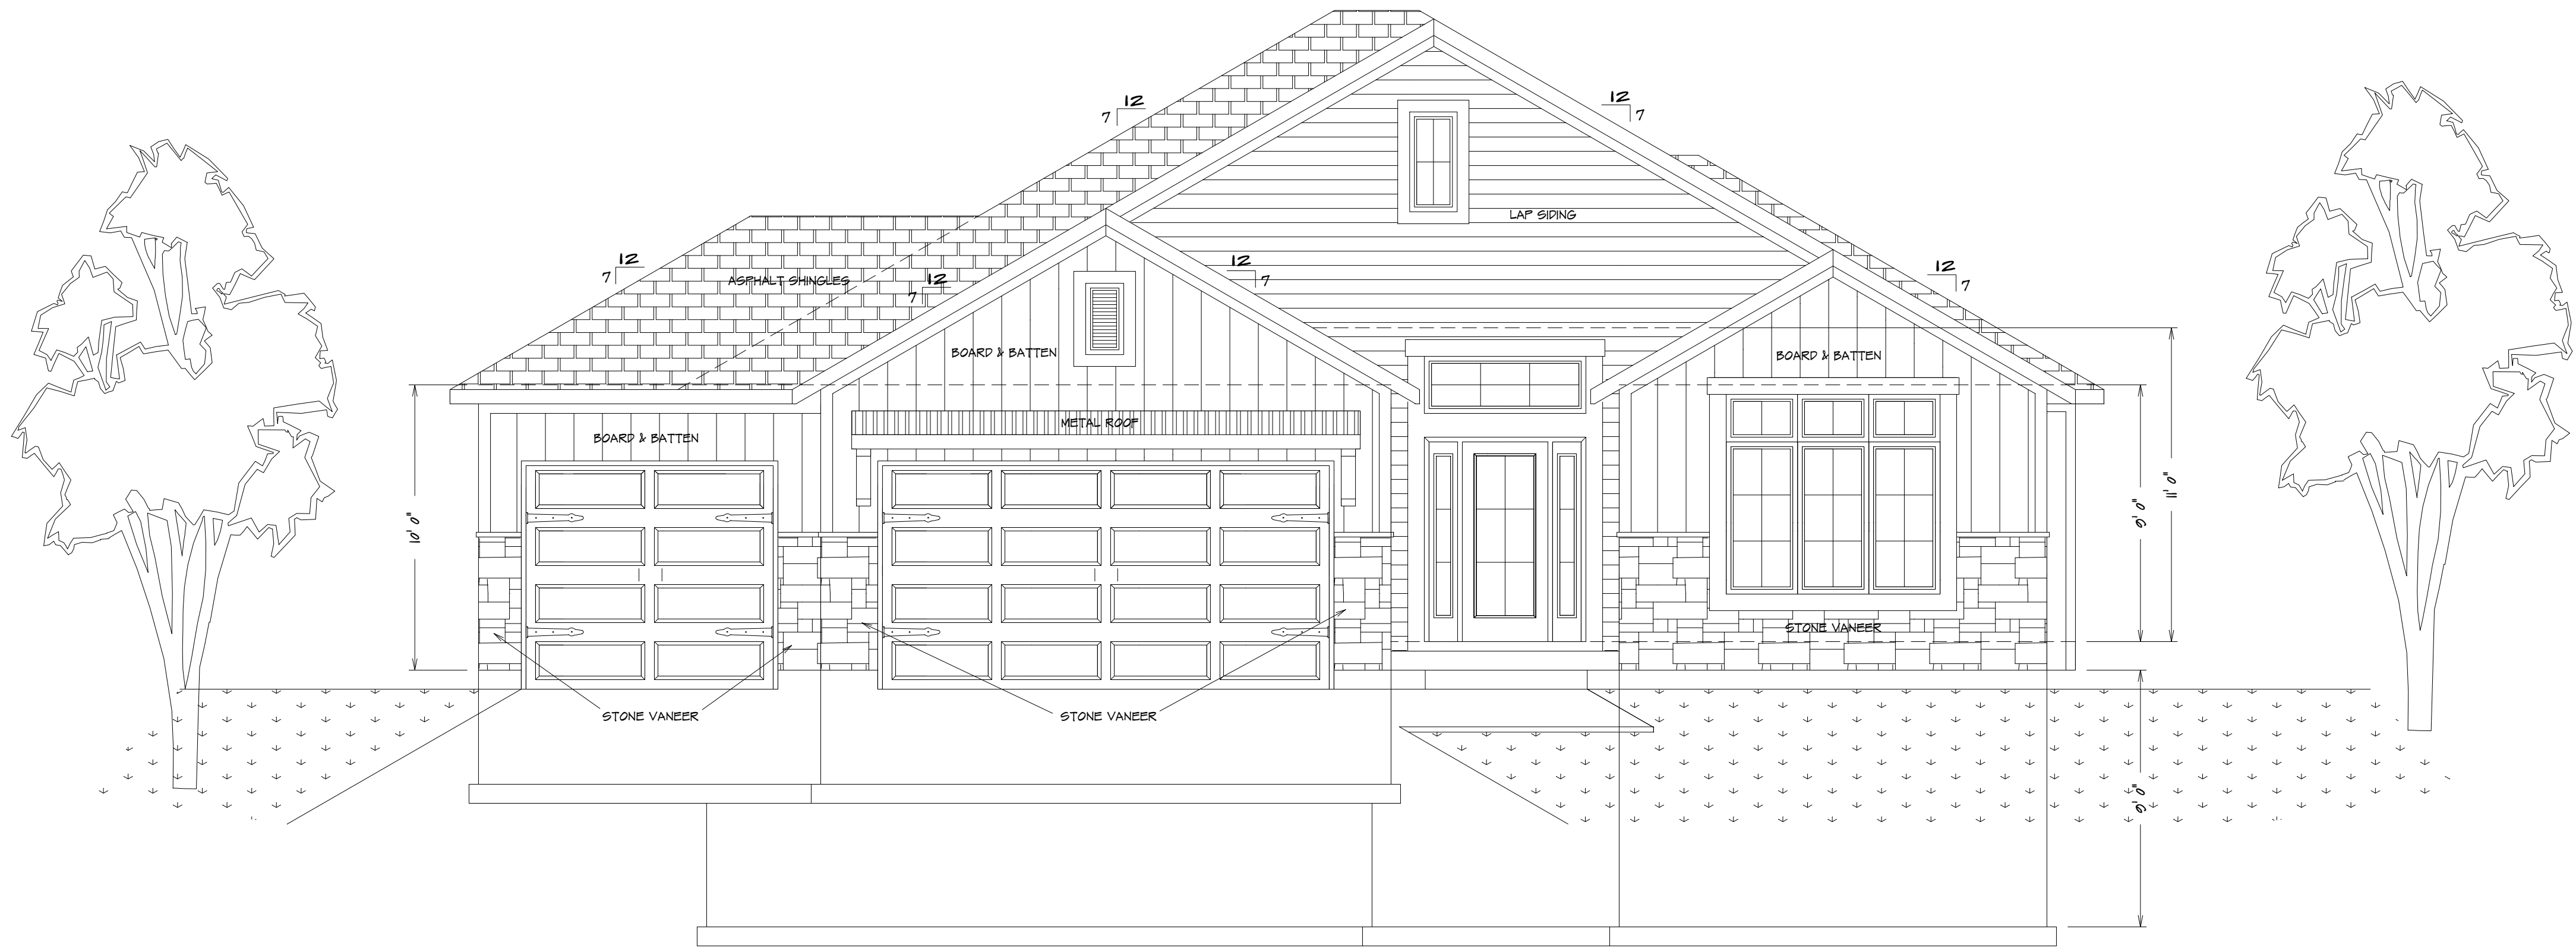 12
7
12
7
LAP SIDING
12
7
ASPHALT SHINGLES
12
7
12
7
12
7
BOARD & BATTEN
BOARD & BATTEN
METAL ROOF
BOARD & BATTEN
10' 0"
9' 0"
11' 0"
STONE VANEER
STONE VANEER
STONE VANEER
9' 0"